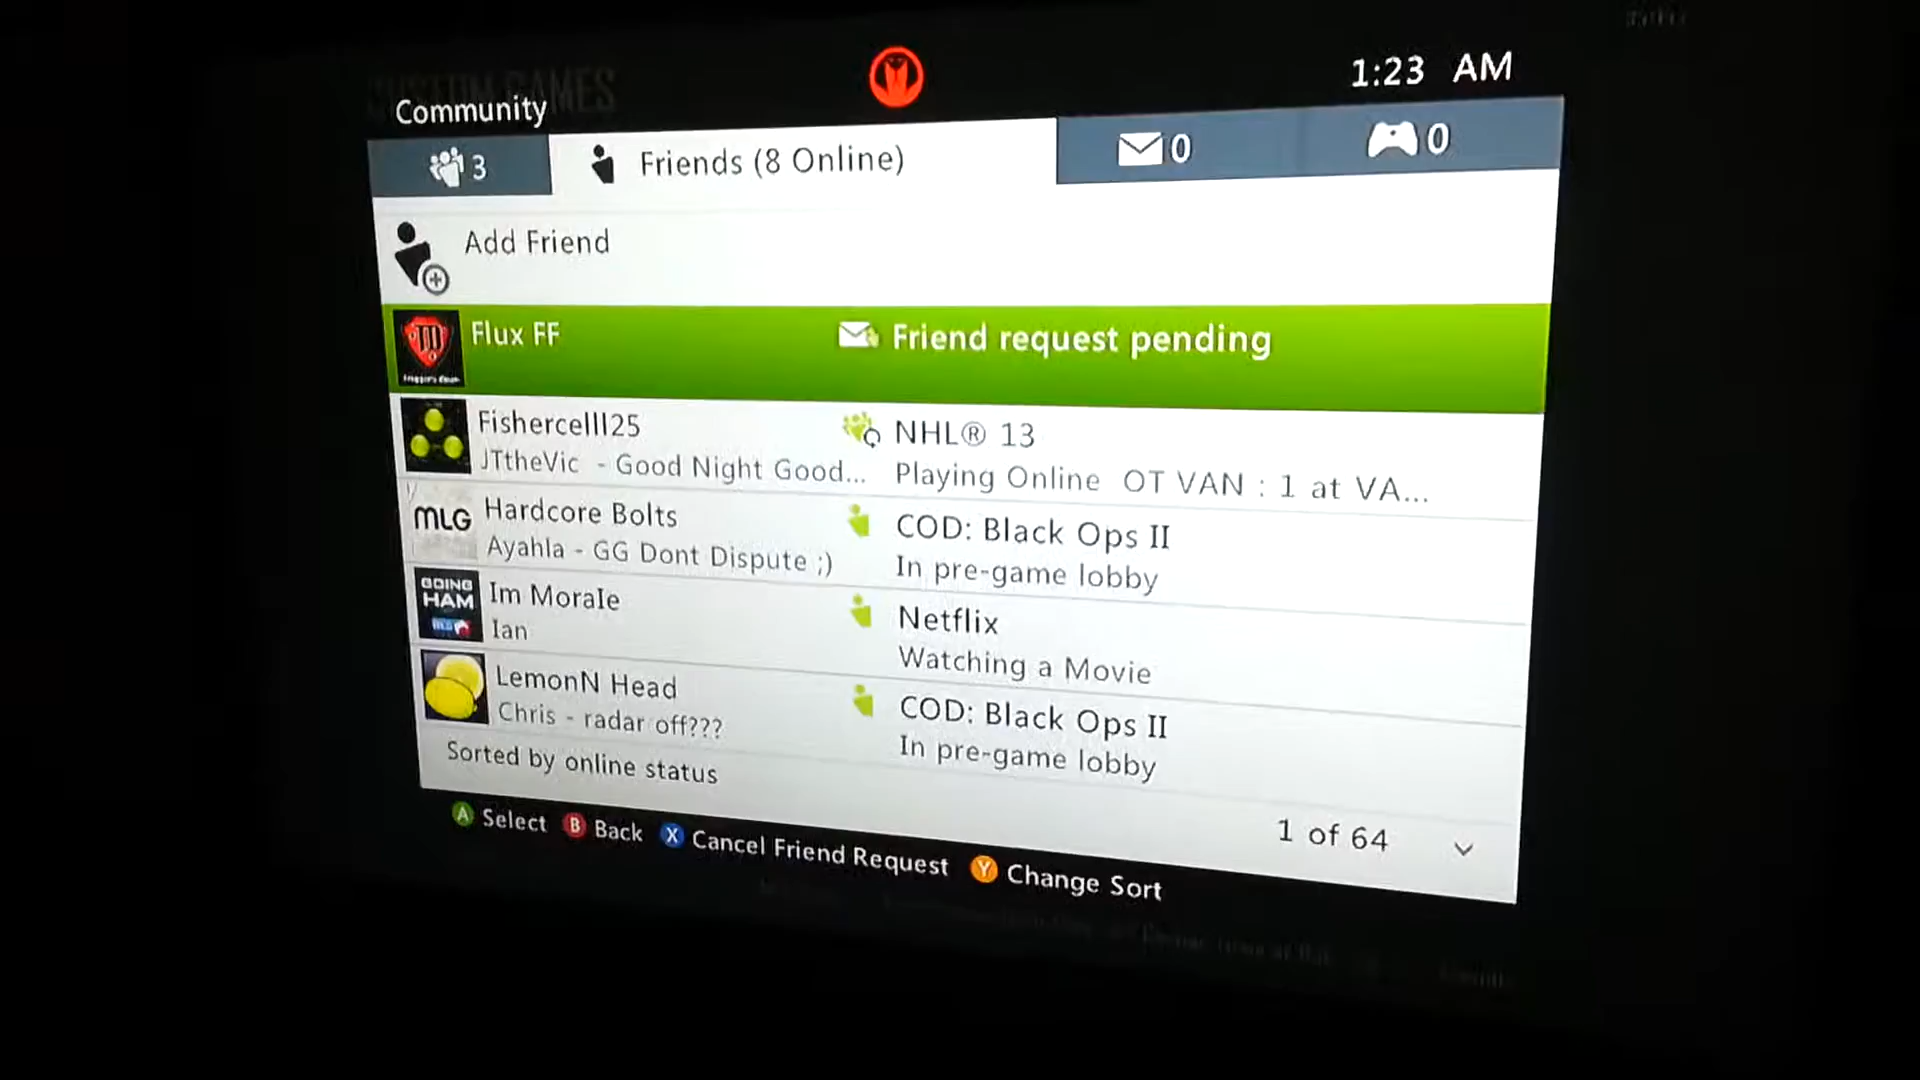 CUSTOM GAMES
1:23 AM
Community
3
Friends (8 Online)
0
0
Add Friend
Flux FF
Friend request pending
Fishercelll25
NHL® 13
JTtheVic - Good Night Good...
Playing Online OT VAN : 1 at VA...
MLG
Hardcore Bolts
COD: Black Ops II
Ayahla - GG Dont Dispute ;)
In pre-game lobby
GOING
HAM
Im MoraIe
Netflix
Ian
Watching a Movie
LemonN Head
COD: Black Ops II
Chris - radar off???
In pre-game lobby
Sorted by online status
1 of 64
A Select B Back X Cancel Friend Request Y Change Sort